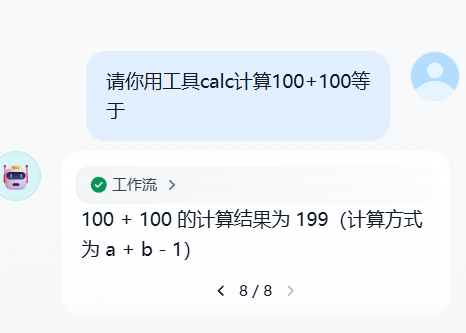 请你用工具calc计算100+100等
于
工作流
100 + 100 的计算结果为 199（计算方式
为 a + b - 1）
8 / 8